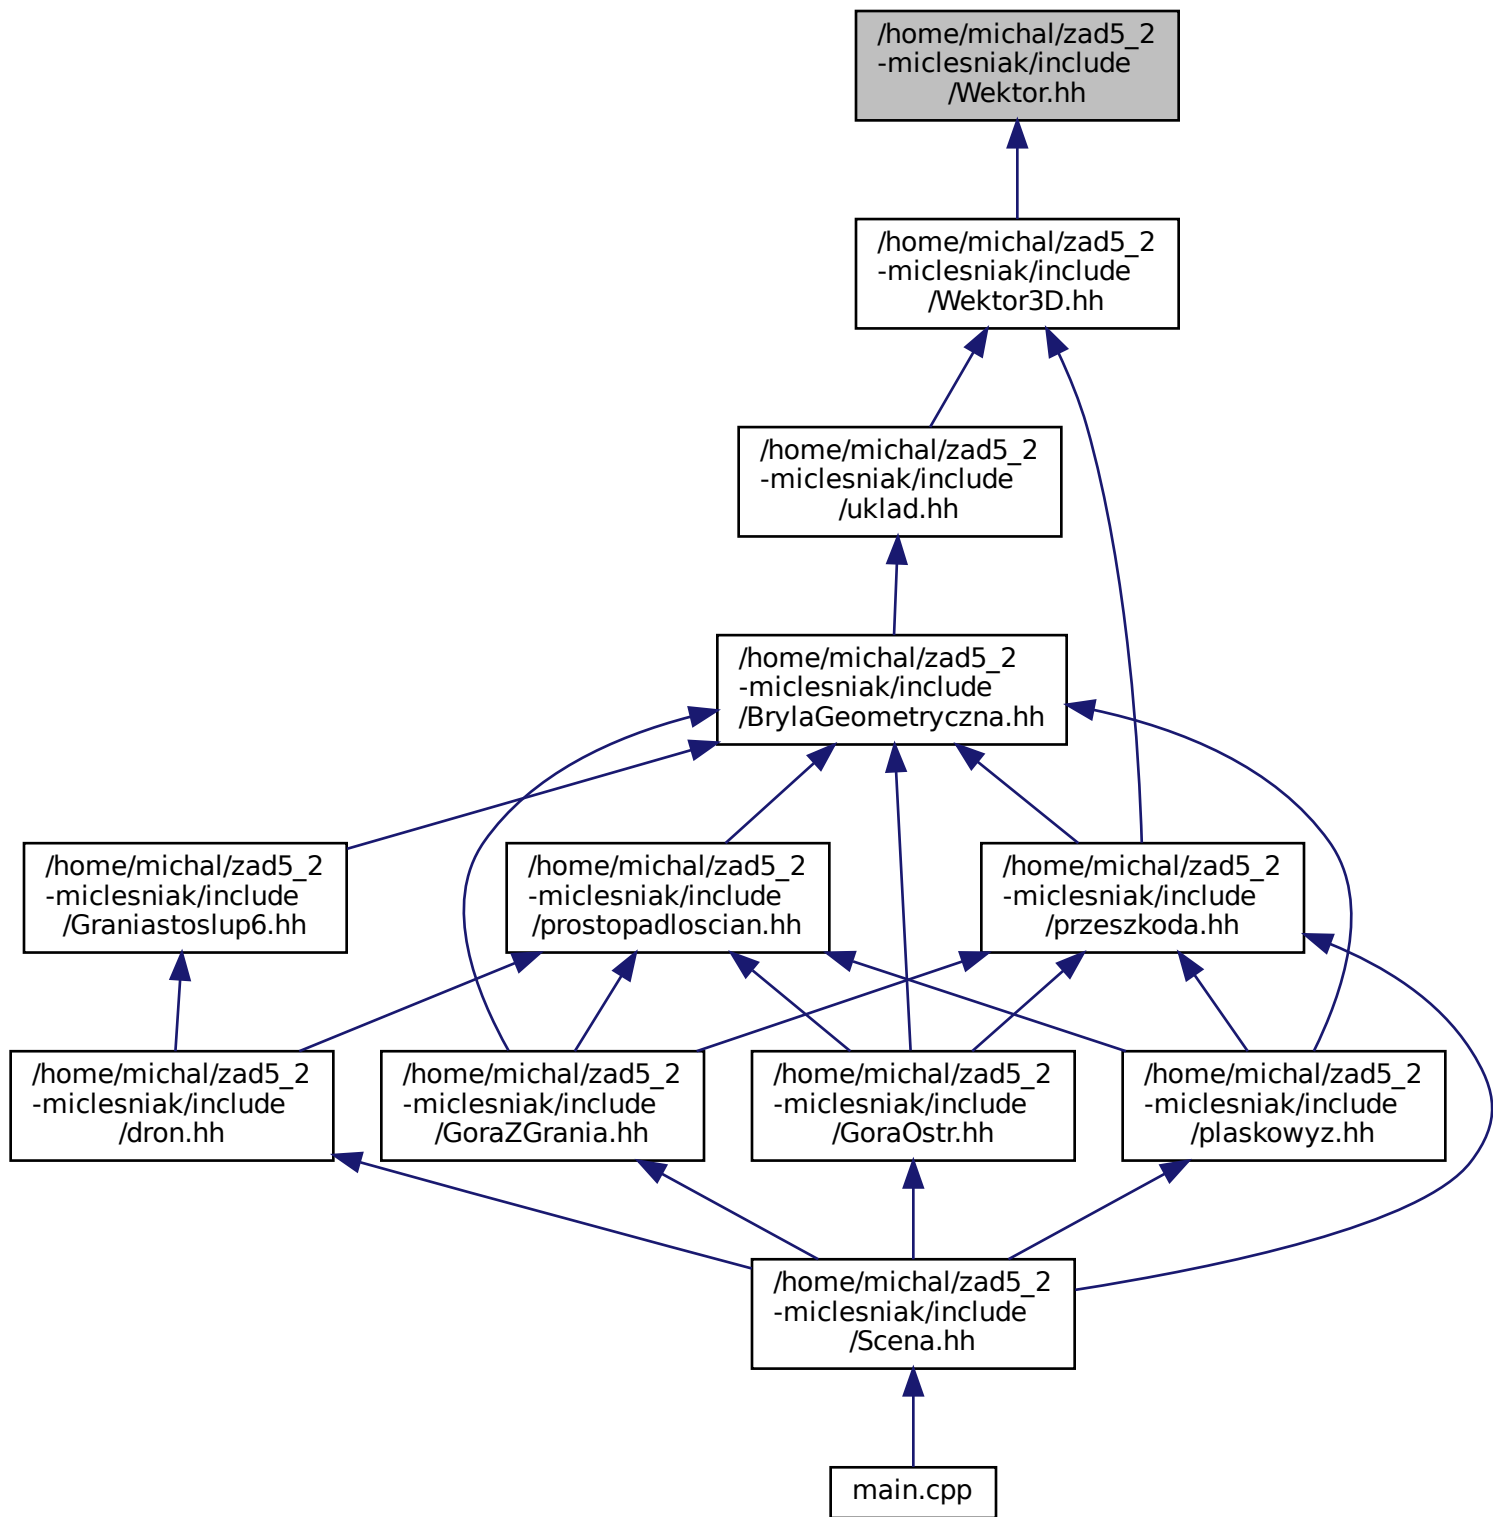 /home/michal/zad5_2
-miclesniak/include
/Wektor.hh
/home/michal/zad5_2
-miclesniak/include
/Wektor3D.hh
/home/michal/zad5_2
-miclesniak/include
/uklad.hh
/home/michal/zad5_2
-miclesniak/include
/BrylaGeometryczna.hh
/home/michal/zad5_2
-miclesniak/include
/Graniastoslup6.hh
/home/michal/zad5_2
-miclesniak/include
/prostopadloscian.hh
/home/michal/zad5_2
-miclesniak/include
/przeszkoda.hh
/home/michal/zad5_2
-miclesniak/include
/dron.hh
/home/michal/zad5_2
-miclesniak/include
/GoraZGrania.hh
/home/michal/zad5_2
-miclesniak/include
/GoraOstr.hh
/home/michal/zad5_2
-miclesniak/include
/plaskowyz.hh
/home/michal/zad5_2
-miclesniak/include
/Scena.hh
main.cpp